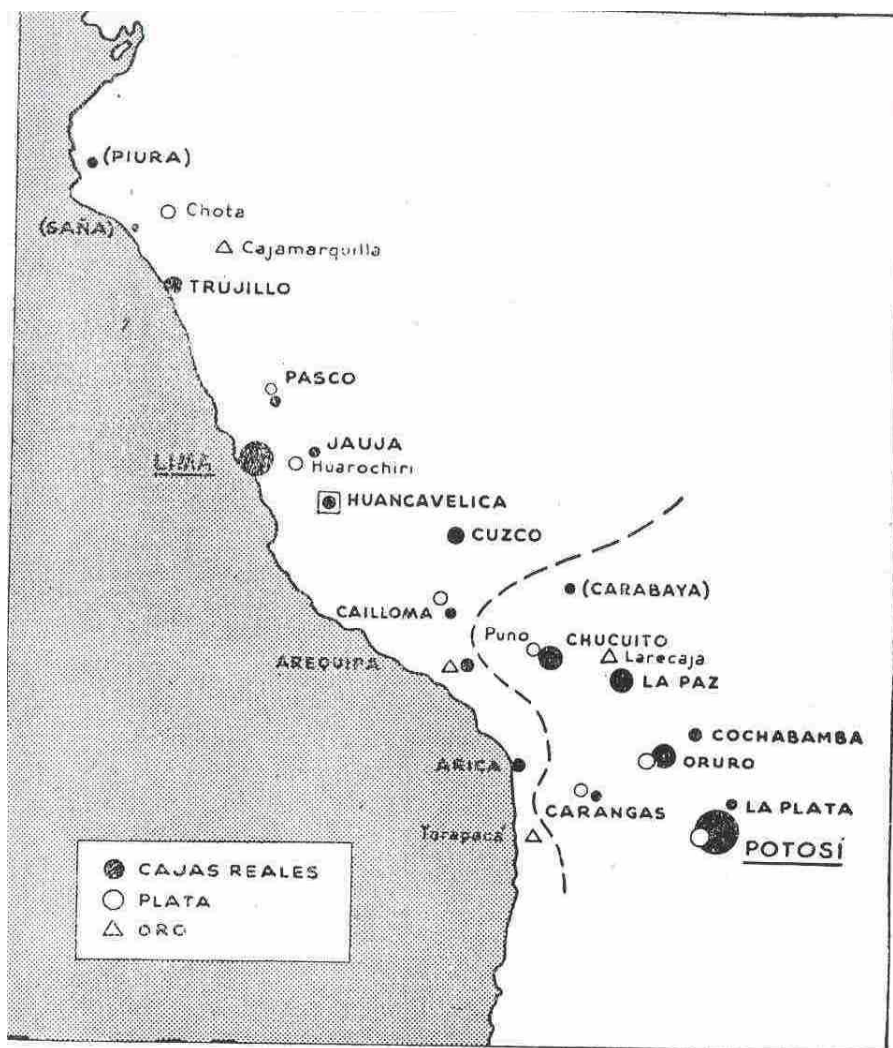 (PIURA)
Chota
(SAÑA)
Cajamarquilla
TRUJILLO
PASCO
JAUJA
LIMA
Huarochiri
HUANCAVELICA
CUZCO
(CARABAYA)
CAILLOMA
Puno
CHUCUITO
AREQUIPA
Larecaja
LA PAZ
COCHABAMBA
ARICA
ORURO
CARANGAS
LA PLATA
Tarapacá
POTOSÍ
CAJAS REALES
PLATA
ORO